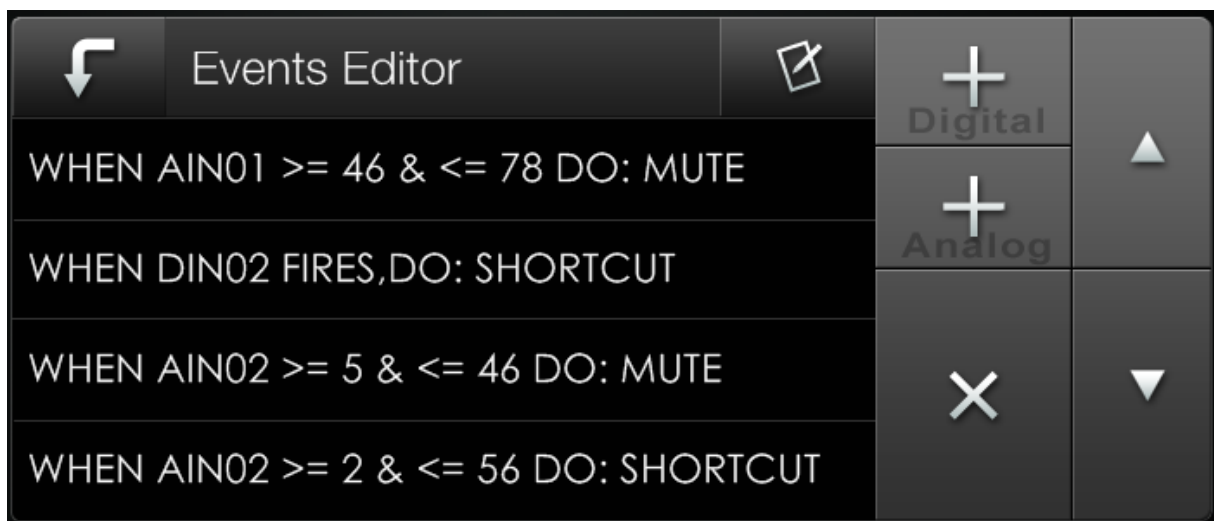 Events Editor
Digital
Analog
WHEN AIN01 >= 46 & <= 78 DO: MUTE
WHEN DIN02 FIRES,DO: SHORTCUT
WHEN AIN02 >= 5 & <= 46 DO: MUTE
WHEN AIN02 >= 2 & <= 56 DO: SHORTCUT